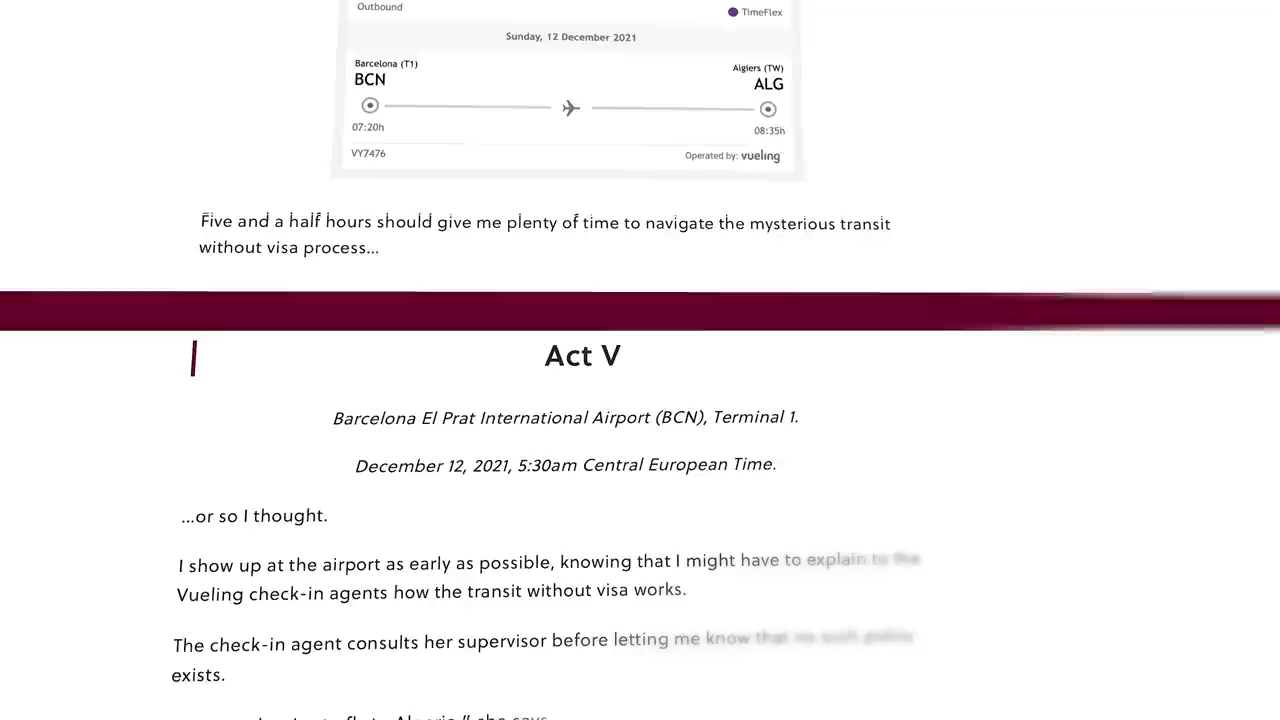 Outbound
TimeFlex
Sunday, 12 December 2021
Barcelona (T1)
Algiers (TW)
BCN
ALG
07:20h
08:35h
VY7476
Operated by: vueling
Five and a half hours should give me plenty of time to navigate the mysterious transit
without visa process...
Act V
Barcelona El Prat International Airport (BCN), Terminal 1.
December 12, 2021, 5:30am Central European Time.
...or so I thought.
I show up at the airport as early as possible, knowing that I might have to explain to the
Vueling check-in agents how the transit without visa works.
The check-in agent consults her supervisor before letting me know that no such policy
exists.
she says